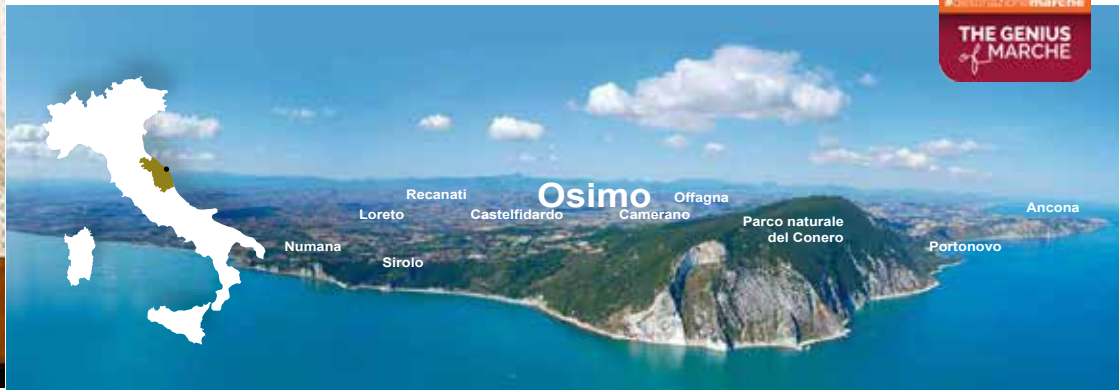 #destinazionemarche
THE GENIUS
of MARCHE
Osimo
Recanati
Offagna
Loreto
Castelfidardo
Camerano
Ancona
Parco naturale
del Conero
Numana
Portonovo
Sirolo